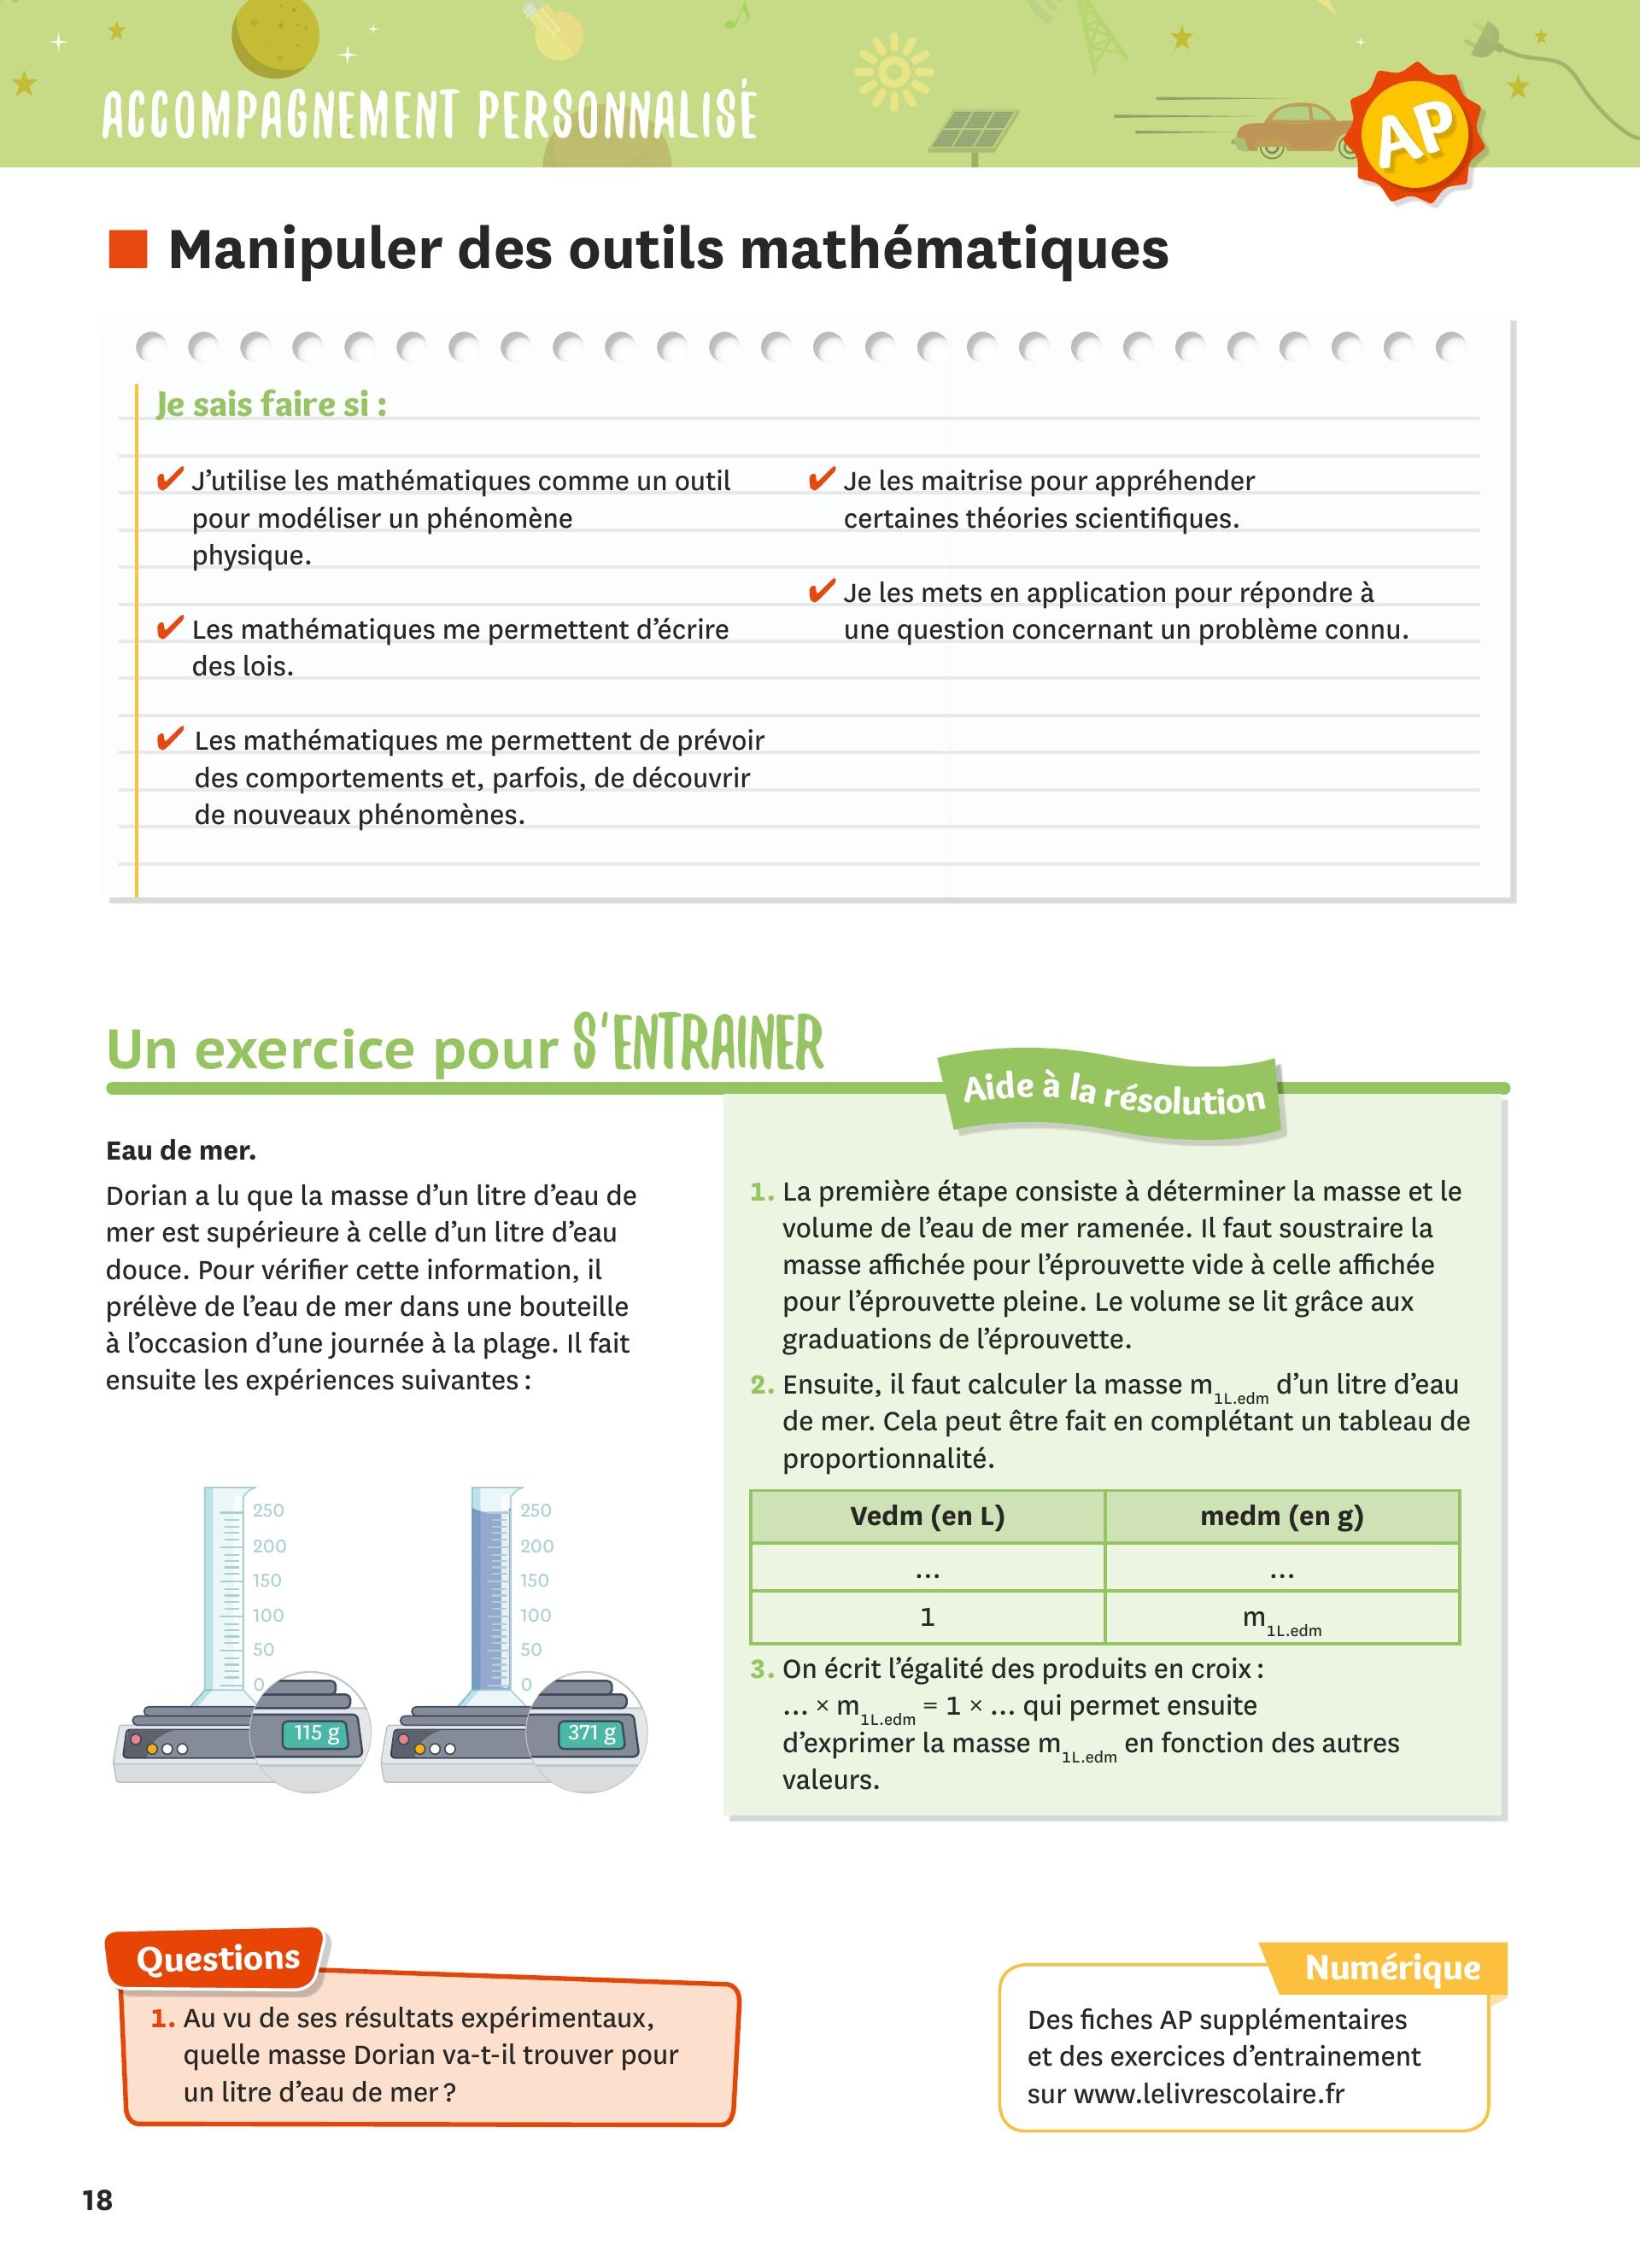 ACCOMPAGNEMENT PERSONNALISÉ
AP
Manipuler des outils mathématiques
Je sais faire si :
✔ J’utilise les mathématiques comme un outil
pour modéliser un phénomène
physique.
✔ Les mathématiques me permettent d’écrire
des lois.
✔ Les mathématiques me permettent de prévoir
des comportements et, parfois, de découvrir
de nouveaux phénomènes.
✔ Je les maitrise pour appréhender
certaines théories scientifiques.
✔ Je les mets en application pour répondre à
une question concernant un problème connu.
Un exercice pour S'ENTRAINER
Eau de mer.
Dorian a lu que la masse d’un litre d’eau de
mer est supérieure à celle d’un litre d’eau
douce. Pour vérifier cette information, il
prélève de l’eau de mer dans une bouteille
à l’occasion d’une journée à la plage. Il fait
ensuite les expériences suivantes :
250
200
150
100
50
0
115 g
250
200
150
100
50
0
371 g
Aide à la résolution
1. La première étape consiste à déterminer la masse et le
volume de l’eau de mer ramenée. Il faut soustraire la
masse affichée pour l’éprouvette vide à celle affichée
pour l’éprouvette pleine. Le volume se lit grâce aux
graduations de l’éprouvette.
2. Ensuite, il faut calculer la masse m1L.edm d’un litre d’eau
de mer. Cela peut être fait en complétant un tableau de
proportionnalité.
Vedm (en L) medm (en g)
... ...
1 m1L.edm
3. On écrit l’égalité des produits en croix :
... × m1L.edm = 1 × ... qui permet ensuite
d’exprimer la masse m1L.edm en fonction des autres
valeurs.
Questions
1. Au vu de ses résultats expérimentaux,
quelle masse Dorian va-t-il trouver pour
un litre d’eau de mer ?
Numérique
Des fiches AP supplémentaires
et des exercices d’entrainement
sur www.lelivrescolaire.fr
18